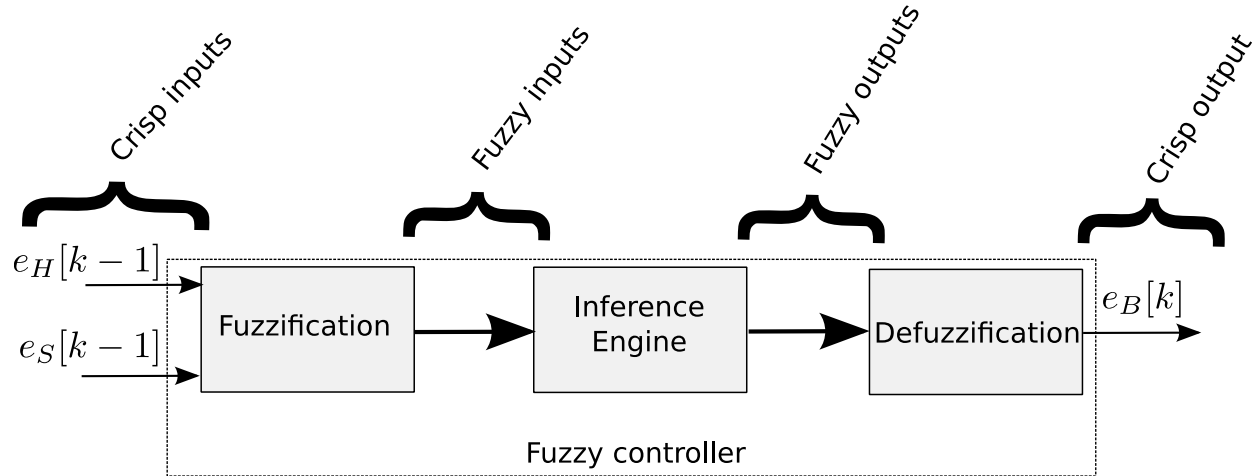 Crisp inputs
Fuzzy inputs
Fuzzy outputs
Crisp output
e_H[k − 1]
e_S[k − 1]
Fuzzification
Inference
Engine
Defuzzification
e_B[k]
Fuzzy controller